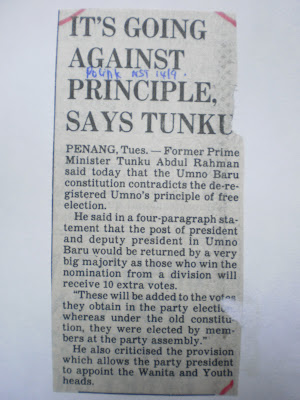 IT'S GOING
AGAINST
NST 14/9
PRINCIPLE,
SAYS TUNKU
PENANG, Tues. — Former Prime
Minister Tunku Abdul Rahman
said today that the Umno Baru
constitution contradicts the de-re-
gistered Umno's principle of free
election.
He said in a four-paragraph sta-
tement that the post of president
and deputy president in Umno
Baru would be returned by a very
big majority as those who win the
nomination from a division will
receive 10 extra votes.
"These will be added to the votes
they obtain in the party election
whereas under the old constitu-
tion, they were elected by mem-
bers at the party assembly."
He also criticised the provision
which allows the party president
to appoint the Wanita and Youth
heads.